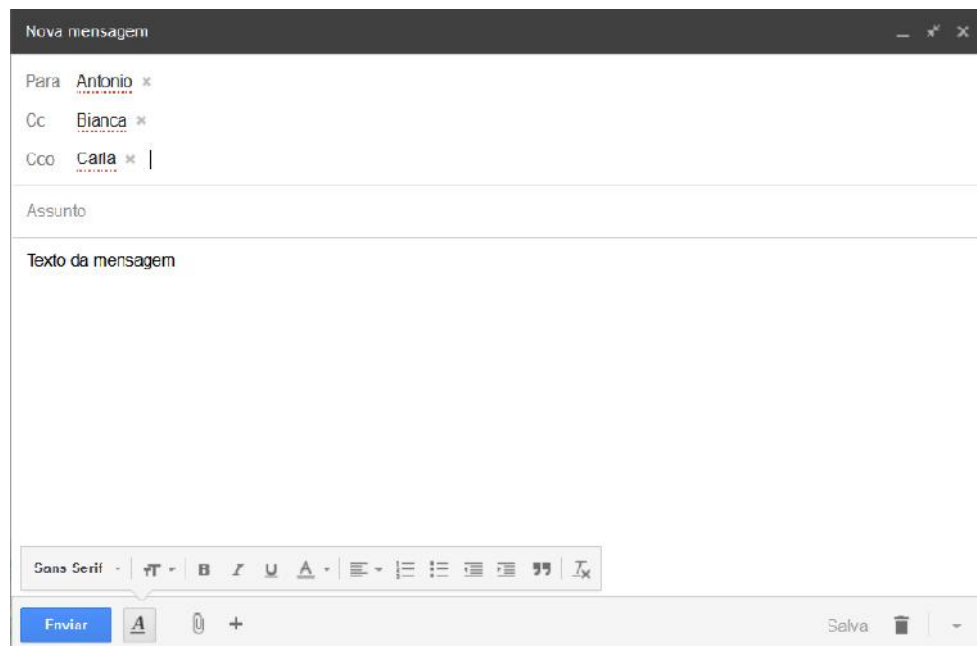 Nova mensagem
Para Antonio
Cc Bianca
Cco Carla
Assunto
Texto da mensagem
Sans Serif
Enviar
Salva